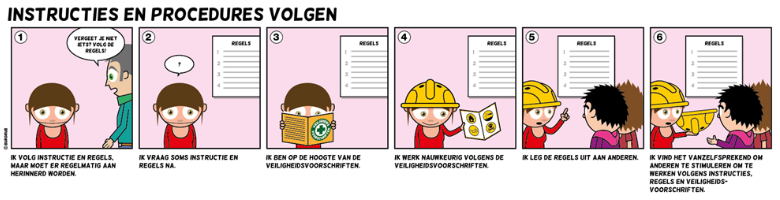 INSTRUCTIES EN PROCEDURES VOLGEN
1
VERGEET JE NIET
IETS? VOLG DE
REGELS!
2
?
REGELS
1
2
3
4
3
REGELS
1
2
3
4
4
REGELS
1
2
3
4
5
REGELS
1
2
3
4
6
REGELS
1
2
3
4
IK VOLG INSTRUCTIE EN REGELS,
MAAR MOET ER REGELMATIG AAN
HERINNERD WORDEN.
IK VRAAG SOMS INSTRUCTIE EN
REGELS NA.
IK BEN OP DE HOOGTE VAN DE
VEILIGHEIDSVOORSCHRIFTEN.
IK WERK NAUWKEURIG VOLGENS DE
VEILIGHEIDSVOORSCHRIFTEN.
IK LEG DE REGELS UIT AAN ANDEREN.
IK VIND HET VANZELFSPREKEND OM
ANDEREN TE STIMULEREN OM TE
WERKEN VOLGENS INSTRUCTIES,
REGELS EN VEILIGHEIDS-
VOORSCHRIFTEN.